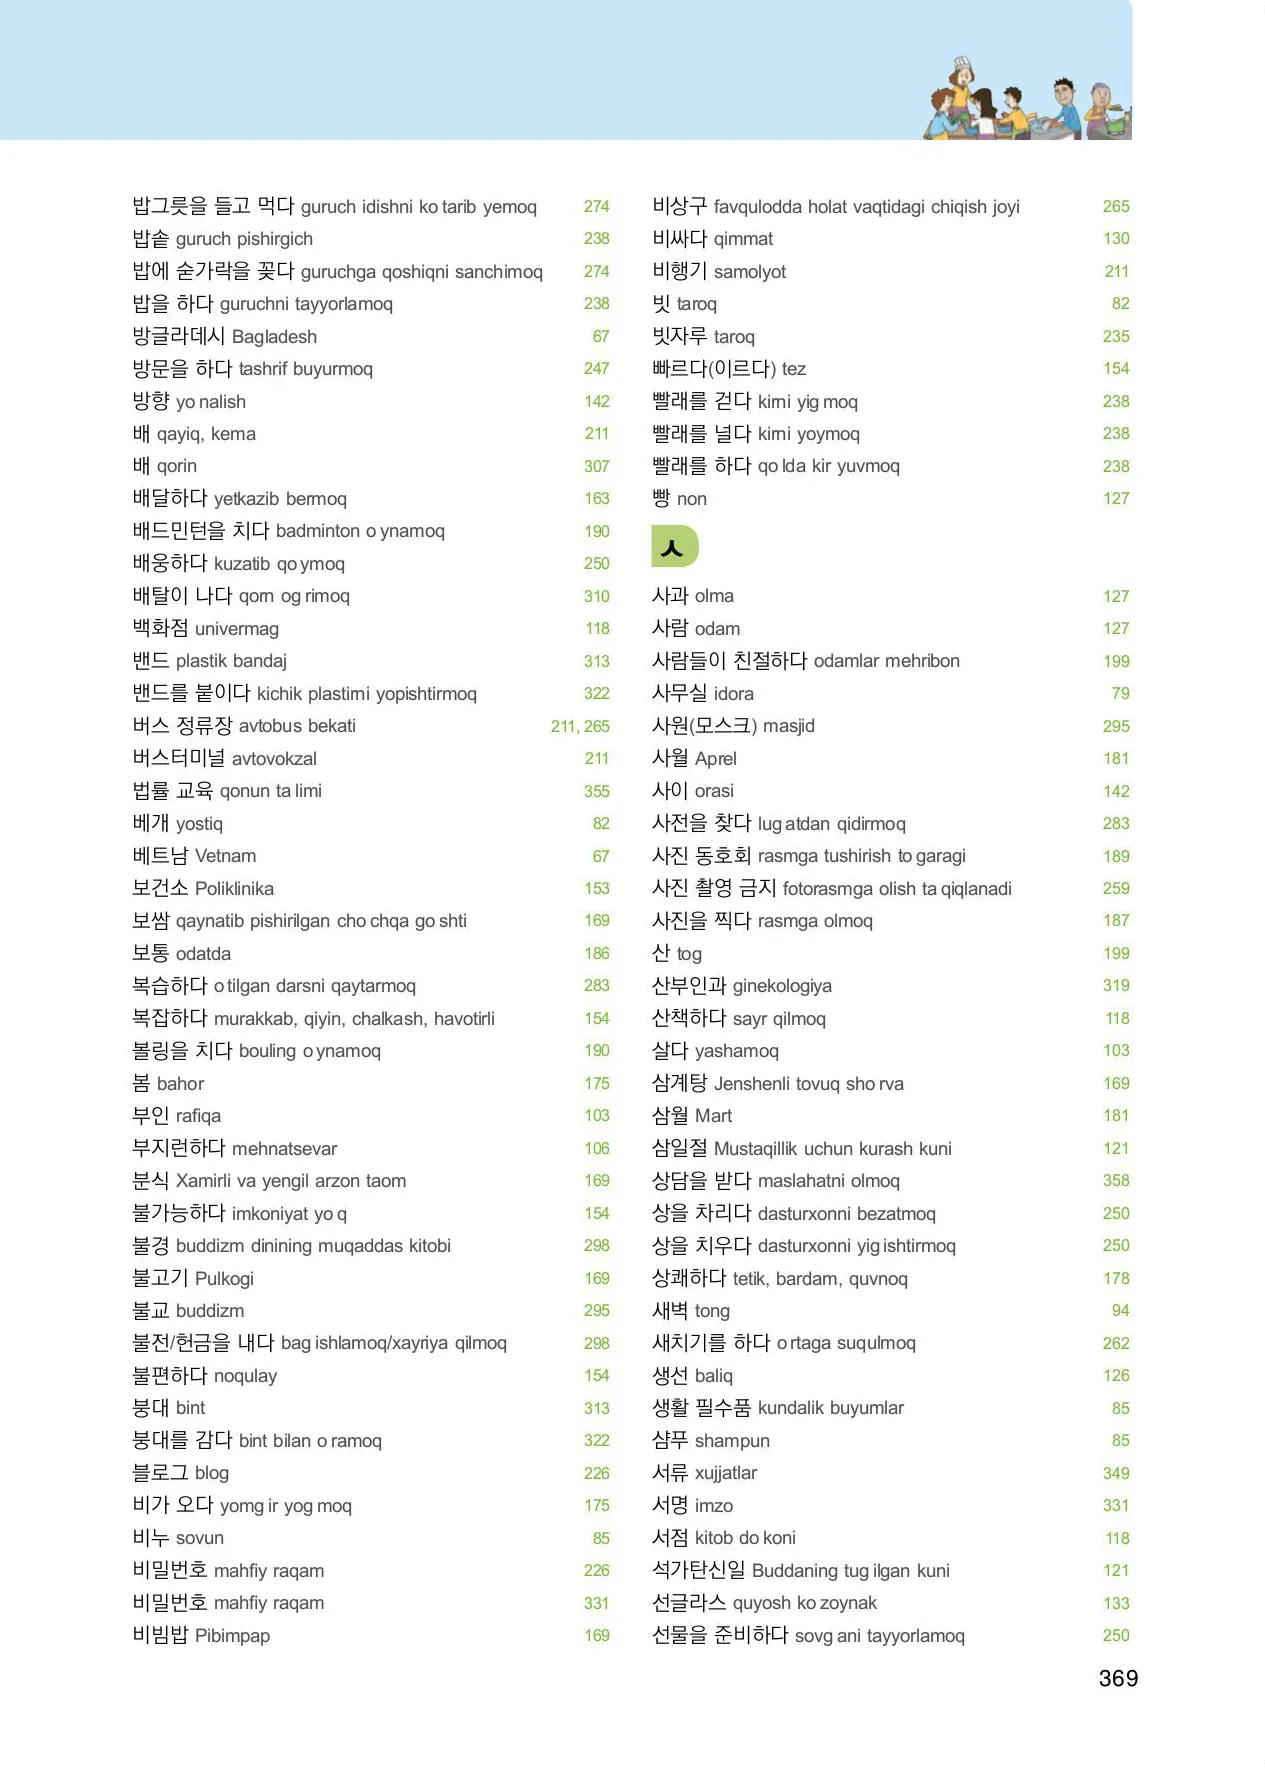 밥그릇을 들고 먹다 guruch idishni ko tarib yemoq 274
밥솥 guruch pishirgich 238
밥에 숟가락을 꽂다 guruchga qoshiqni sanchimoq 274
밥을 하다 guruchni tayyorlamoq 238
방글라데시 Bagladesh 67
방문을 하다 tashrif buyurmoq 247
방향 yo nalish 142
배 qayiq, kema 211
배 qorin 307
배달하다 yetkazib bermoq 163
배드민턴을 치다 badminton o ynamoq 190
배웅하다 kuzatib qo ymoq 250
배탈이 나다 qorn og rimoq 310
백화점 univermag 118
밴드 plastik bandaj 313
밴드를 붙이다 kichik plastirni yopishtirmoq 322
버스 정류장 avtobus bekati 211, 265
버스터미널 avtovokzal 211
법률 교육 qonun ta limi 355
베개 yostiq 82
베트남 Vetnam 67
보건소 Poliklinika 153
보쌈 qaynatib pishirilgan cho chqa go shti 169
보통 odatda 186
복습하다 o tilgan darsni qaytarmoq 283
복잡하다 murakkab, qiyin, chalkash, havotirli 154
볼링을 치다 bouling o ynamoq 190
봄 bahor 175
부인 rafiqa 103
부지런하다 mehnatsevar 106
분식 Xamirli va yengil arzon taom 169
불가능하다 imkoniyat yo q 154
불경 buddizm dinining muqaddas kitobi 298
불고기 Pulkogi 169
불교 buddizm 295
불전/헌금을 내다 bag ishlamoq/xayriya qilmoq 298
불편하다 noqulay 154
붕대 bint 313
붕대를 감다 bint bilan o ramoq 322
블로그 blog 226
비가 오다 yomg ir yog moq 175
비누 sovun 85
비밀번호 mahfiy raqam 226
비밀번호 mahfiy raqam 331
비빔밥 Pibimpap 169
비상구 favqulodda holat vaqtidagi chiqish joyi 265
비싸다 qimmat 130
비행기 samolyot 211
빗 taroq 82
빗자루 taroq 235
빠르다(이르다) tez 154
빨래를 걷다 kirni yig moq 238
빨래를 널다 kirni yoymoq 238
빨래를 하다 qo lda kir yuvmoq 238
빵 non 127
ㅅ
사과 olma 127
사람 odam 127
사람들이 친절하다 odamlar mehribon 199
사무실 idora 79
사원(모스크) masjid 295
사월 Aprel 181
사이 orasi 142
사전을 찾다 lug atdan qidirmoq 283
사진 동호회 rasmga tushirish to garagi 189
사진 촬영 금지 fotorasmga olish ta qiqlanadi 259
사진을 찍다 rasmga olmoq 187
산 tog 199
산부인과 ginekologiya 319
산책하다 sayr qilmoq 118
살다 yashamoq 103
삼계탕 Jenshenli tovuq sho rva 169
삼월 Mart 181
삼일절 Mustaqillik uchun kurash kuni 121
상담을 받다 maslahatni olmoq 358
상을 차리다 dasturxonni bezatmoq 250
상을 치우다 dasturxonni yig ishtirmoq 250
상쾌하다 tetik, bardam, quvnoq 178
새벽 tong 94
새치기를 하다 o rtaga suqulmoq 262
생선 baliq 126
생활 필수품 kundalik buyumlar 85
샴푸 shampun 85
서류 xujjatlar 349
서명 imzo 331
서점 kitob do koni 118
석가탄신일 Buddaning tug ilgan kuni 121
선글라스 quyosh ko zoynak 133
선물을 준비하다 sovg ani tayyorlamoq 250
369